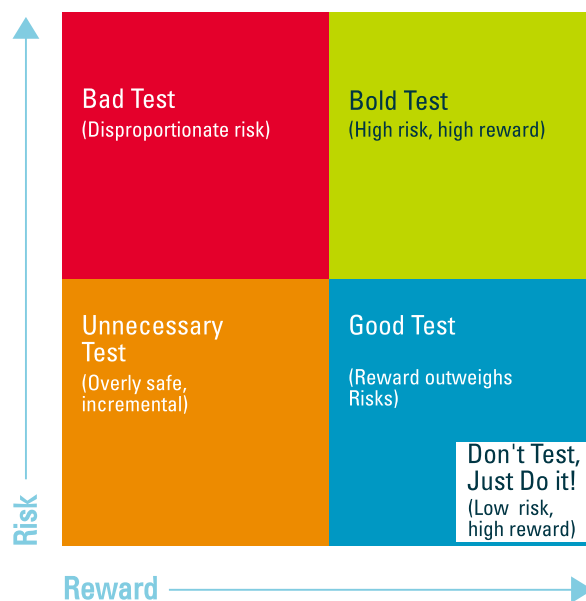 Bad Test
(Disproportionate risk)
Bold Test
(High risk, high reward)
Unnecessary
Test
(Overly safe,
incremental)
Good Test
(Reward outweighs
Risks)
Don't Test,
Just Do it!
(Low risk,
high reward)
Risk
Reward